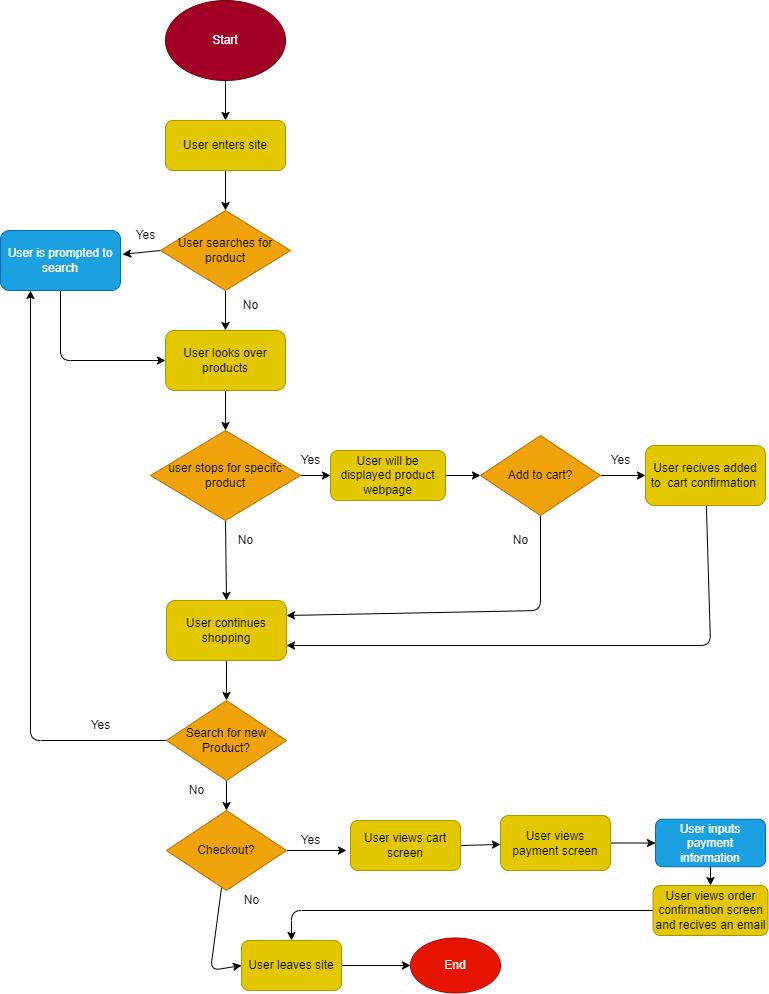 Start
User enters site
User searches for
product
Yes
User is prompted to
search
No
User looks over
products
user stops for specifc
product
Yes
User will be
displayed product
webpage
Add to cart?
Yes
User recives added
to cart confirmation
No
No
User continues
shopping
Search for new
Product?
Yes
No
Checkout?
Yes
User views cart
screen
User views
payment screen
User inputs
payment
information
No
User views order
confirmation screen
and recives an email
User leaves site
End